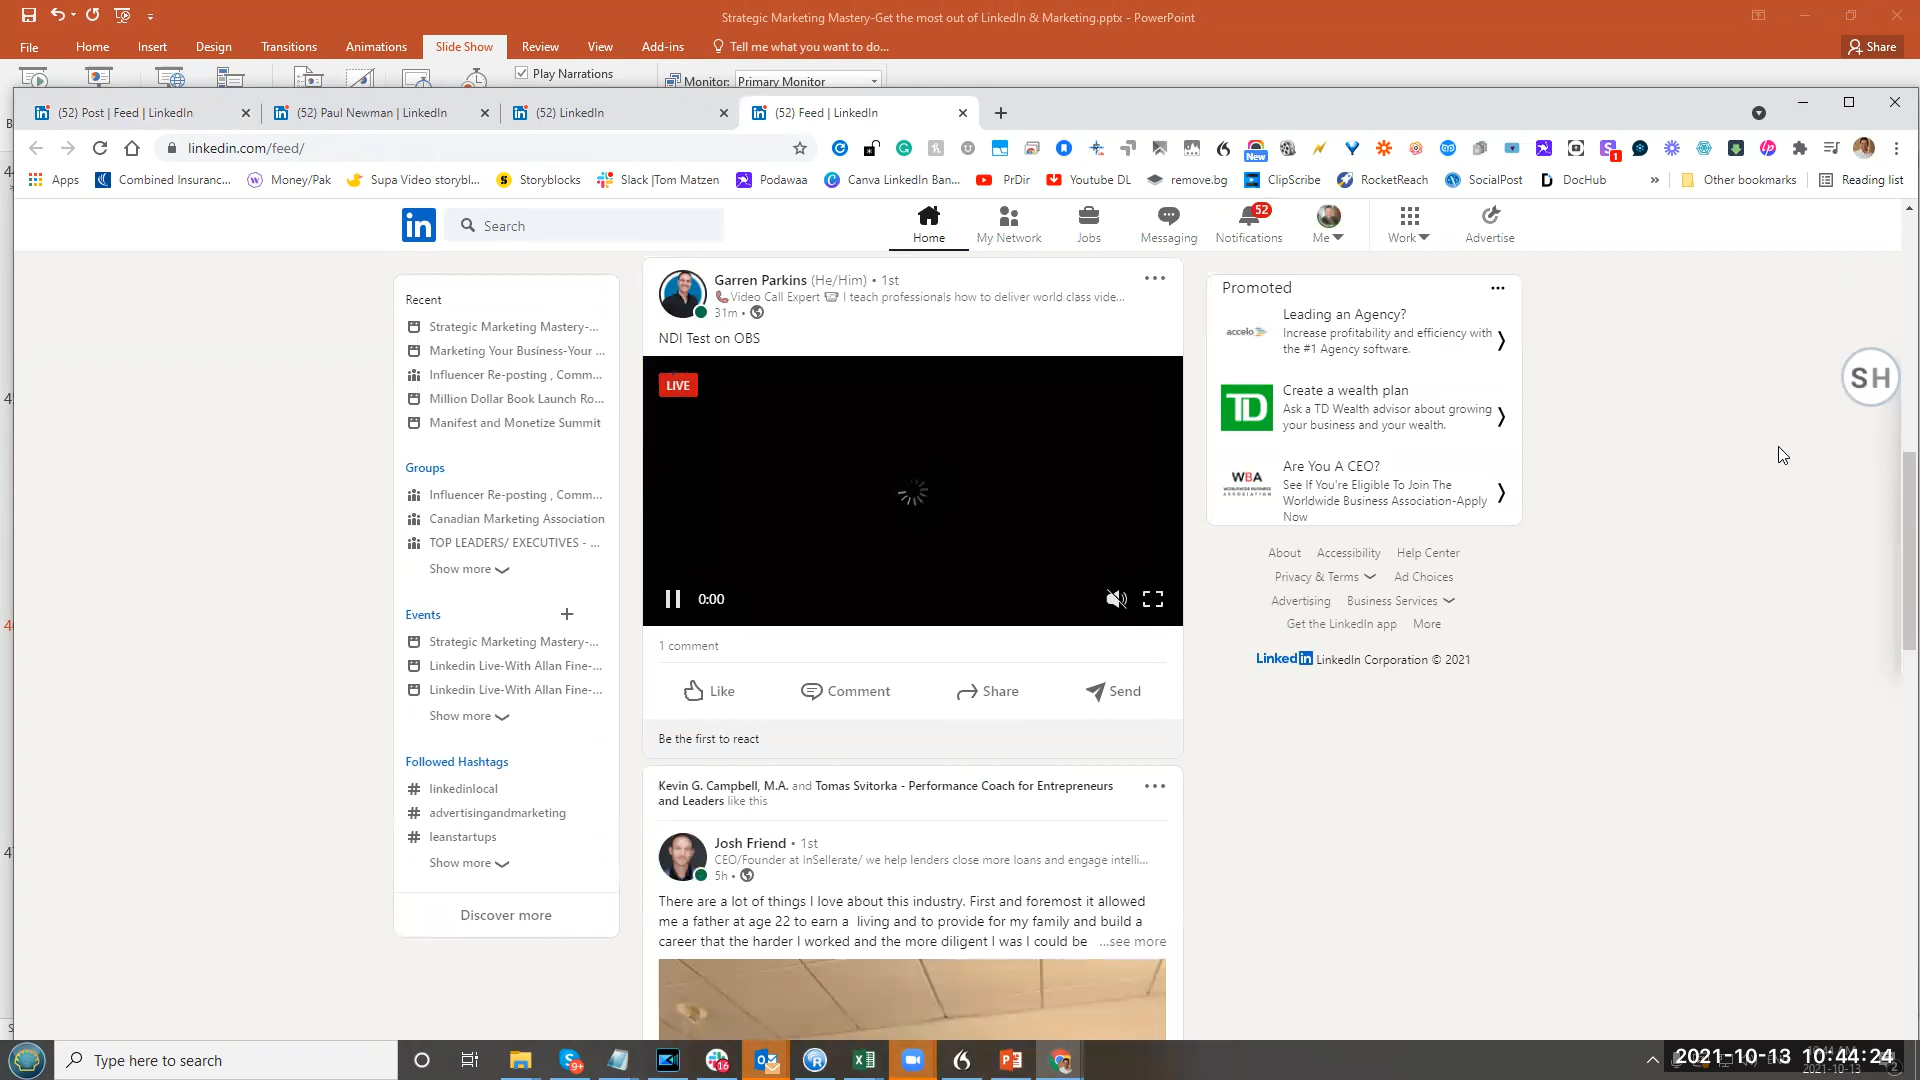 Strategic Marketing Mastery-Get the most out of LinkedIn & Marketing.pptx - PowerPoint
File Home Insert Design Transitions Animations Slide Show Review View Add-ins Tell me what you want to do... Share
Play Narrations
Monitor: Primary Monitor
(52) Post | Feed | LinkedIn (52) Paul Newman | LinkedIn (52) LinkedIn (52) Feed | LinkedIn
linkedin.com/feed/
New
1
Apps Combined Insuranc... Money/Pak Supa Video storybl... Storyblocks Slack |Tom Matzen Podawaa Canva LinkedIn Ban... PrDir Youtube DL remove.bg ClipScribe RocketReach SocialPost DocHub » Other bookmarks Reading list
in Search
52
Home My Network Jobs Messaging Notifications Me Work Advertise
Recent
Strategic Marketing Mastery-...
Marketing Your Business-Your ...
Influencer Re-posting , Comm...
Million Dollar Book Launch Ro...
Manifest and Monetize Summit
Groups
Influencer Re-posting , Comm...
Canadian Marketing Association
TOP LEADERS/ EXECUTIVES - ...
Show more
Events
Strategic Marketing Mastery-...
Linkedin Live-With Allan Fine-...
Linkedin Live-With Allan Fine-...
Show more
Followed Hashtags
# linkedinlocal
# advertisingandmarketing
# leanstartups
Show more
Discover more
Garren Parkins (He/Him) • 1st
Video Call Expert I teach professionals how to deliver world class vide...
31m •
NDI Test on OBS
LIVE
0:00
1 comment
Like Comment Share Send
Be the first to react
Kevin G. Campbell, M.A. and Tomas Svitorka - Performance Coach for Entrepreneurs
and Leaders like this
Josh Friend • 1st
CEO/Founder at InSellerate/ we help lenders close more loans and engage intelli...
5h •
There are a lot of things I love about this industry. First and foremost it allowed
me a father at age 22 to earn a living and to provide for my family and build a
career that the harder I worked and the more diligent I was I could be ...see more
Promoted
accelo
Leading an Agency?
Increase profitability and efficiency with
the #1 Agency software.
TD
Create a wealth plan
Ask a TD Wealth advisor about growing
your business and your wealth.
WBA
WORLDWIDE BUSINESS
ASSOCIATION
Are You A CEO?
See If You're Eligible To Join The
Worldwide Business Association-Apply
Now
About Accessibility Help Center
Privacy & Terms Ad Choices
Advertising Business Services
Get the LinkedIn app More
LinkedIn LinkedIn Corporation © 2021
SH
Type here to search
9+
16
2021-10-13 10:44:24
2021-10-13